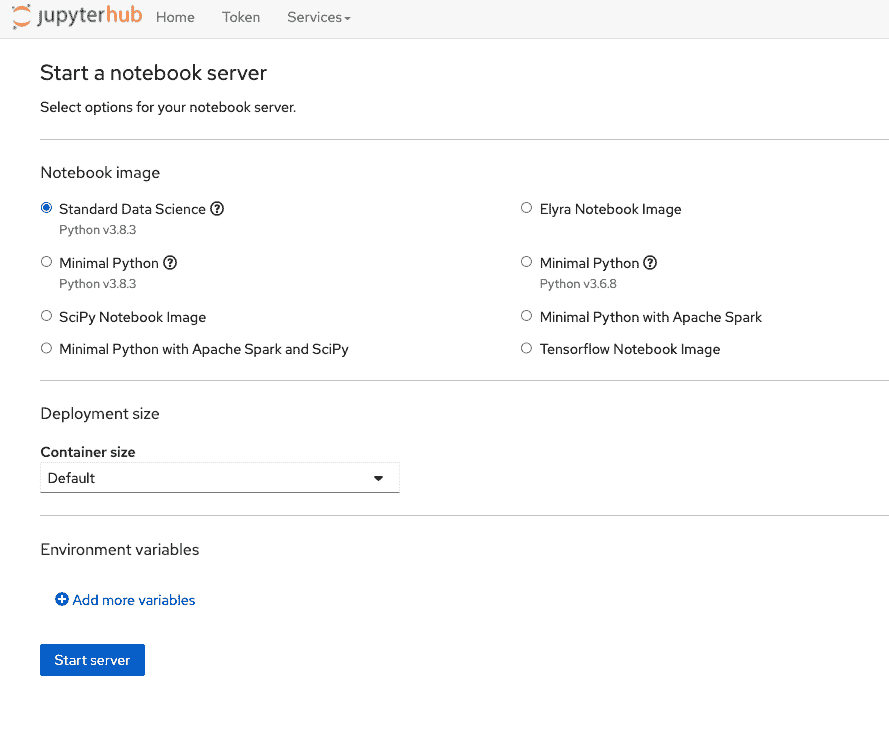 jupyterhub Home Token Services
Start a notebook server
Select options for your notebook server.
Notebook image
Standard Data Science ?
Python v3.8.3
Elyra Notebook Image
Minimal Python ?
Python v3.8.3
Minimal Python ?
Python v3.6.8
SciPy Notebook Image
Minimal Python with Apache Spark
Minimal Python with Apache Spark and SciPy
Tensorflow Notebook Image
Deployment size
Container size
Default
Environment variables
Add more variables
Start server